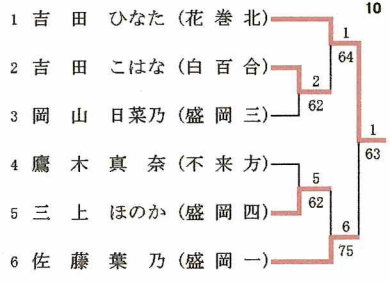 10
1 吉田 ひなた (花巻北)
1
64
2 吉田 こはな (白百合)
2
62
3 岡山 日菜乃 (盛岡三)
1
63
4 鷹木 真奈 (不来方)
5
62
5 三上 ほのか (盛岡四)
6
75
6 佐藤 葉乃 (盛岡一)